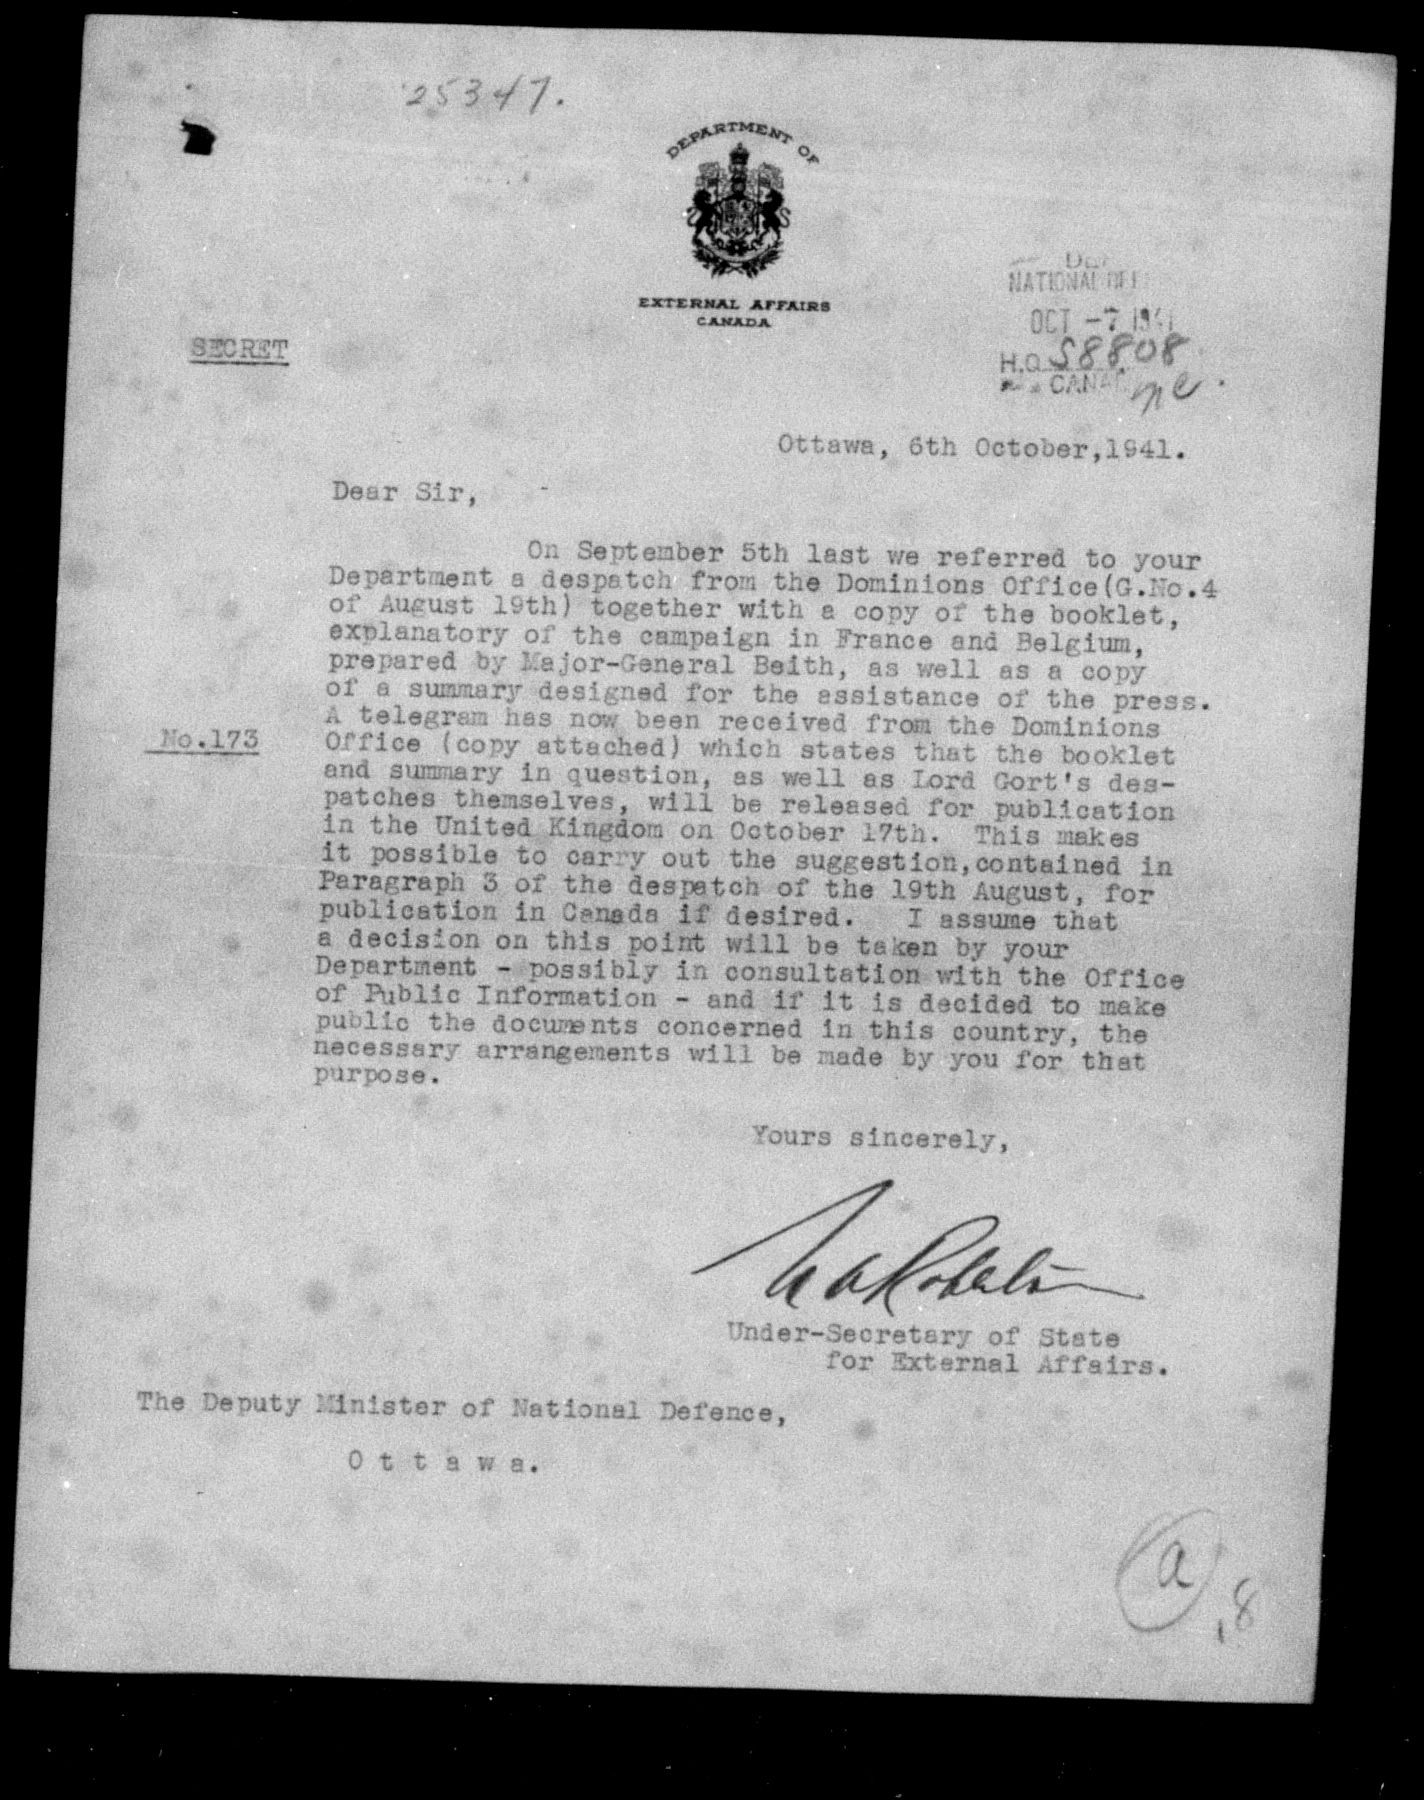 25347.
DEPARTMENT OF
EXTERNAL AFFAIRS
CANADA
NATIONAL
OCT -7 1941
H.Q. S8808
CANA
SECRET
Ottawa, 6th October,1941.
Dear Sir,
On September 5th last we referred to your
Department a despatch from the Dominions Office(G.No.4
of August 19th) together with a copy of the booklet,
explanatory of the campaign in France and Belgium,
prepared by Major-General Beith, as well as a copy
of a summary designed for the assistance of the press.
A telegram has now been received from the Dominions
No.173
Office (copy attached) which states that the booklet
and summary in question, as well as Lord Gort's des-
patches themselves, will be released for publication
in the United Kingdom on October 17th. This makes
it possible to carry out the suggestion,contained in
Paragraph 3 of the despatch of the 19th August, for
publication in Canada if desired. I assume that
a decision on this point will be taken by your
Department - possibly in consultation with the Office
of Public Information - and if it is decided to make
public the documents concerned in this country, the
necessary arrangements will be made by you for that
purpose.
Yours sincerely,
Under-Secretary of State
for External Affairs.
The Deputy Minister of National Defence,
Ottawa.
a
18